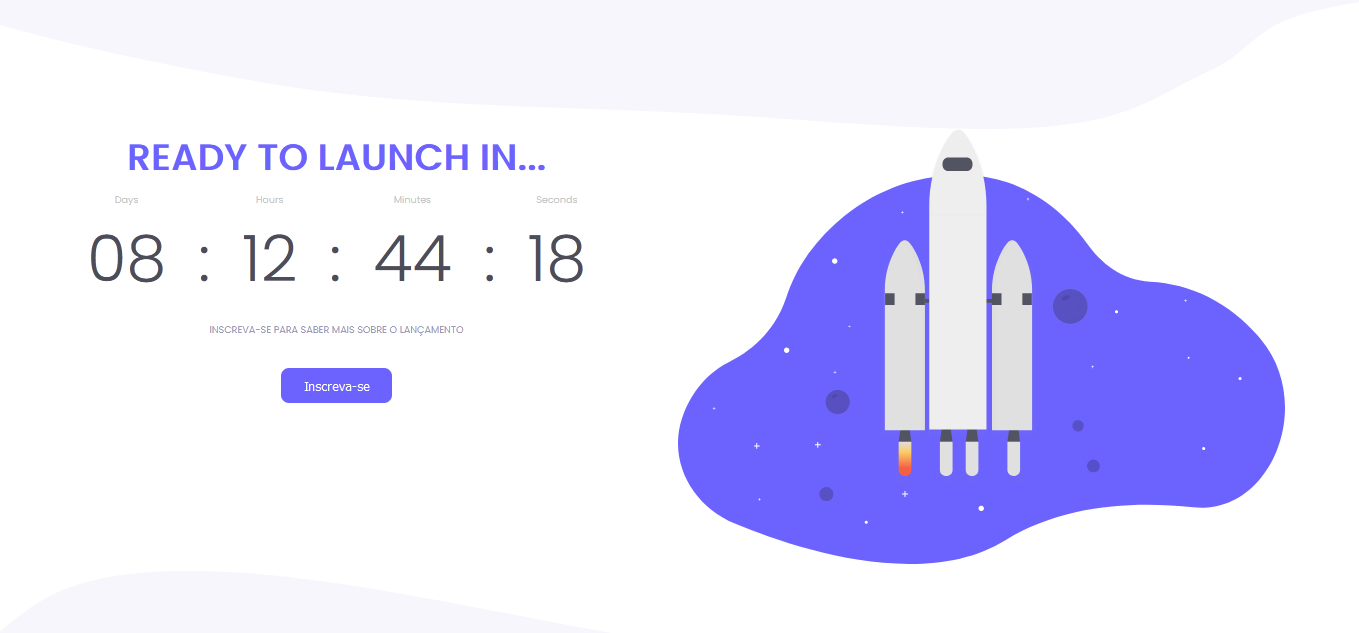 READY TO LAUNCH IN...
Days Hours Minutes Seconds
08 : 12 : 44 : 18
INSCREVA-SE PARA SABER MAIS SOBRE O LANÇAMENTO
Inscreva-se